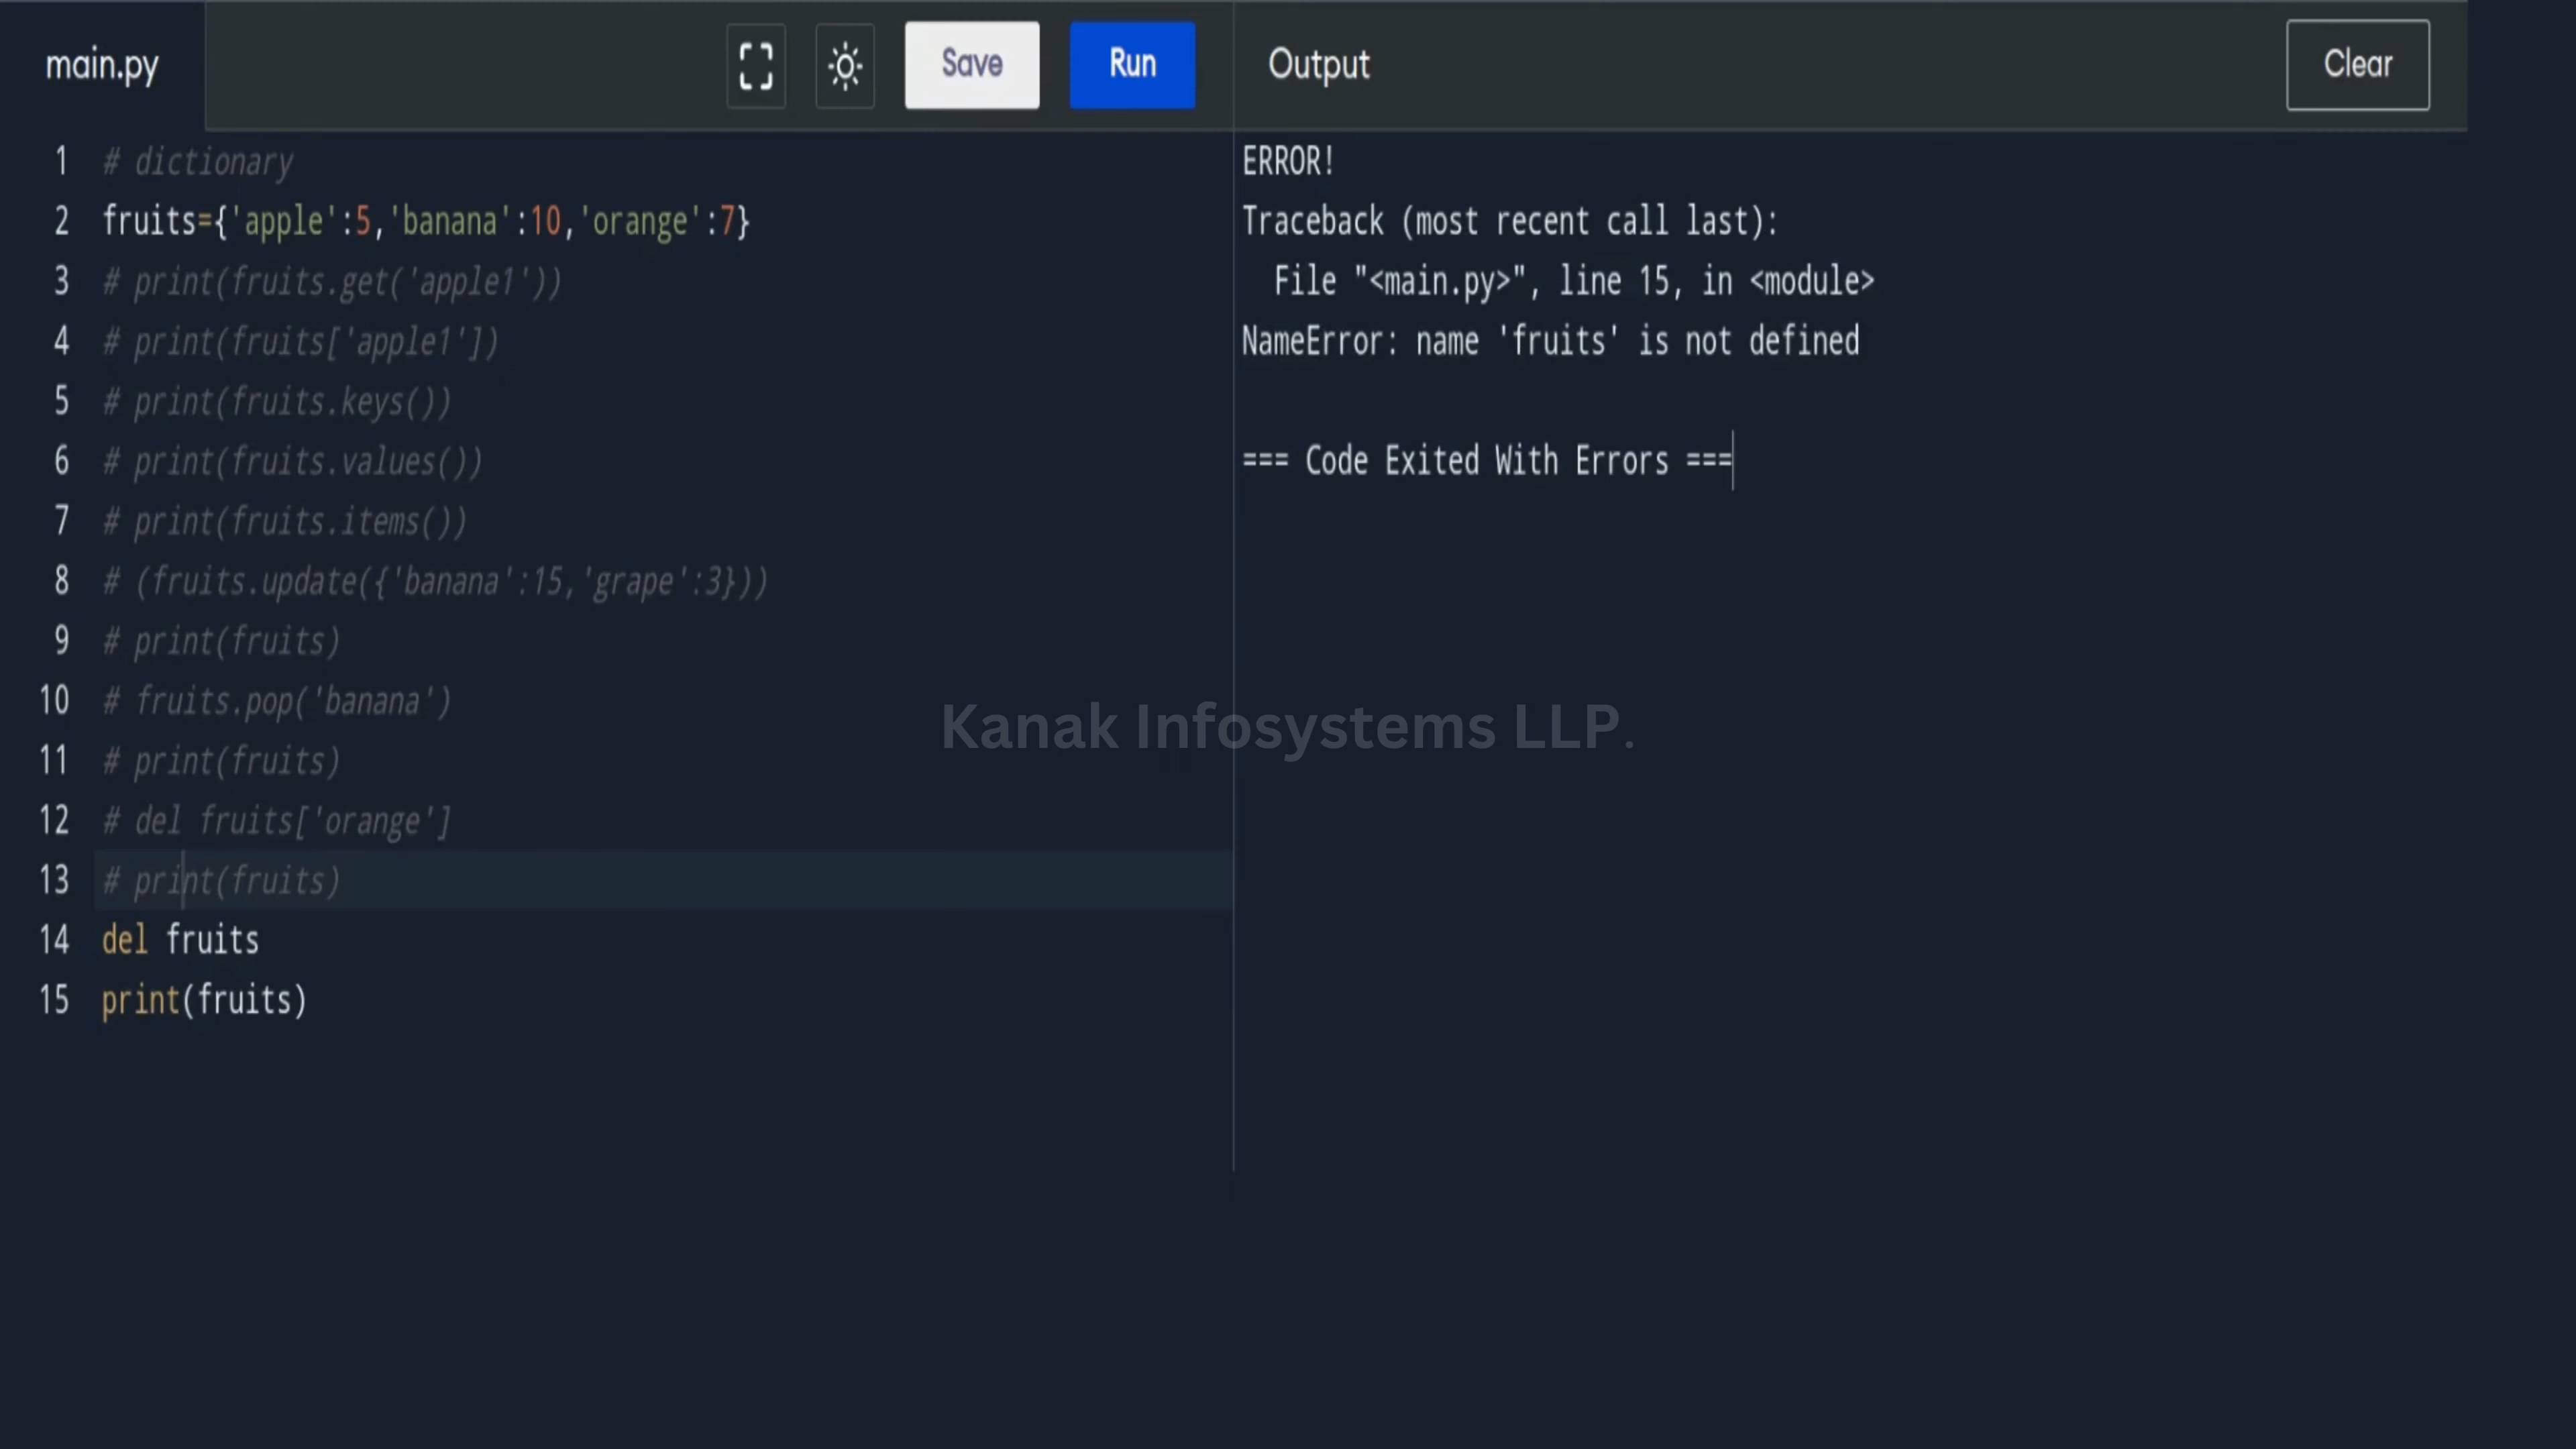 main.py
Save
Run
Output
Clear
1 # dictionary
2 fruits={'apple':5,'banana':10,'orange':7}
3 # print(fruits.get('apple1'))
4 # print(fruits['apple1'])
5 # print(fruits.keys())
6 # print(fruits.values())
7 # print(fruits.items())
8 # (fruits.update({'banana':15,'grape':3}))
9 # print(fruits)
10 # fruits.pop('banana')
11 # print(fruits)
12 # del fruits['orange']
13 # print(fruits)
14 del fruits
15 print(fruits)
ERROR!
Traceback (most recent call last):
  File "<main.py>", line 15, in <module>
NameError: name 'fruits' is not defined
=== Code Exited With Errors ===
Kanak Infosystems LLP.